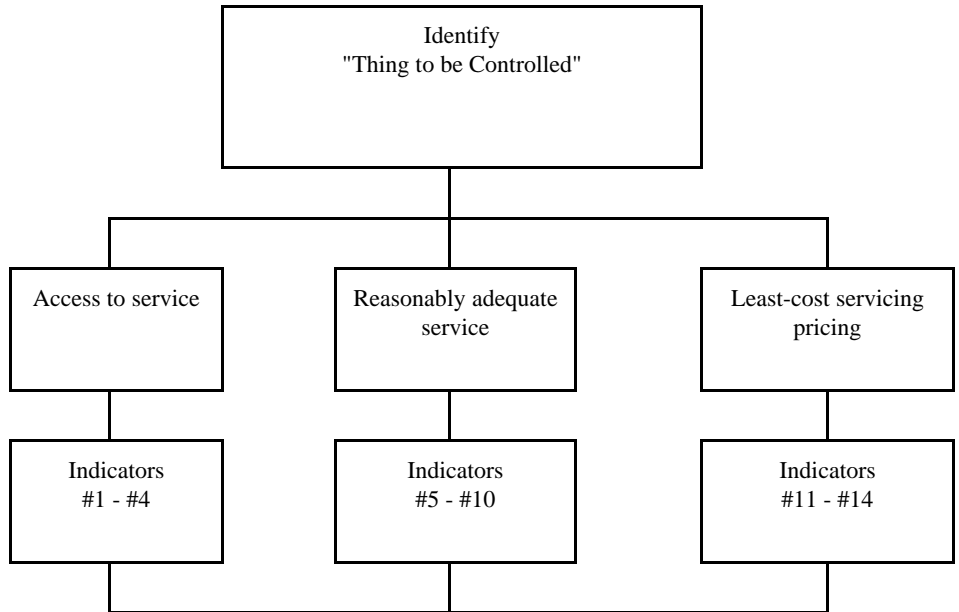 Identify
"Thing to be Controlled"
Access to service
Reasonably adequate
service
Least-cost servicing
pricing
Indicators
#1 - #4
Indicators
#5 - #10
Indicators
#11 - #14